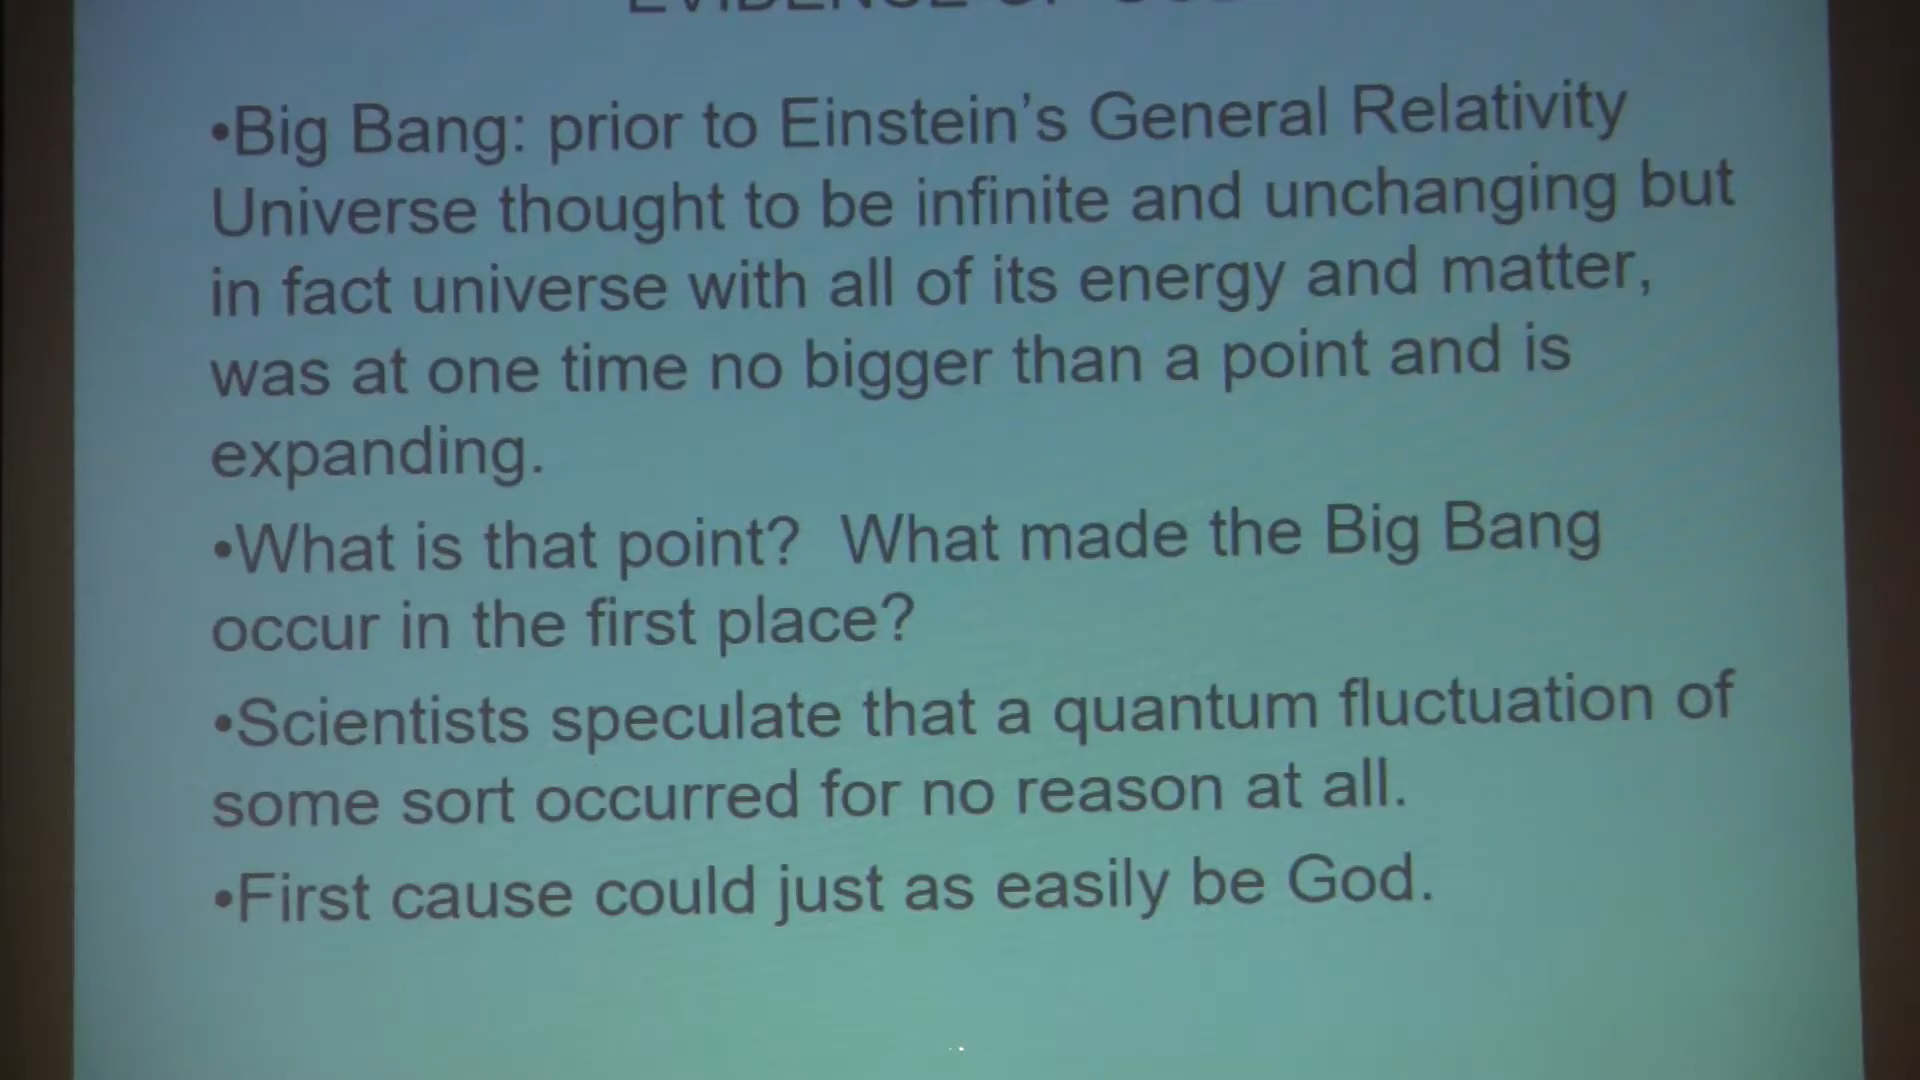 EVIDENCE OF GOD
•Big Bang: prior to Einstein's General Relativity
Universe thought to be infinite and unchanging but
in fact universe with all of its energy and matter,
was at one time no bigger than a point and is
expanding.
•What is that point?  What made the Big Bang
occur in the first place?
•Scientists speculate that a quantum fluctuation of
some sort occurred for no reason at all.
•First cause could just as easily be God.